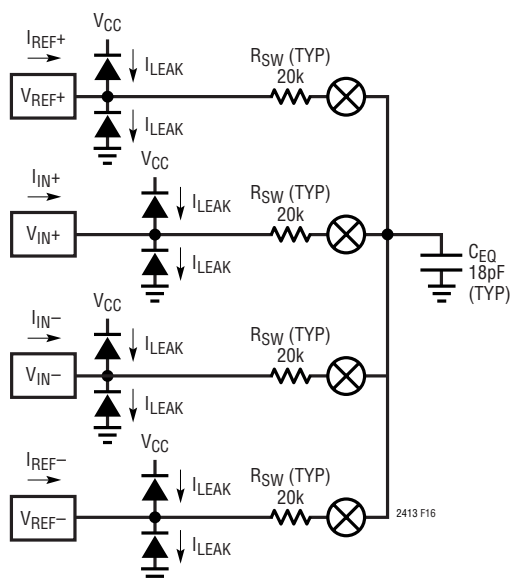 VCC
IREF+
ILEAK
VREF+
ILEAK
RSW (TYP)
20k
VCC
IIN+
ILEAK
VIN+
ILEAK
RSW (TYP)
20k
CEQ
18pF
(TYP)
VCC
IIN–
ILEAK
VIN–
ILEAK
RSW (TYP)
20k
VCC
IREF–
ILEAK
VREF–
ILEAK
RSW (TYP)
20k
2413 F16